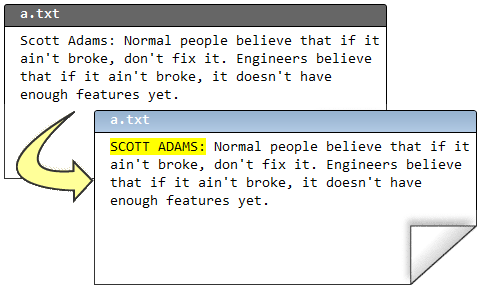 a.txt
Scott Adams: Normal people believe that if it
ain't broke, don't fix it. Engineers believe
that if it ain't broke, it doesn't have
enough features yet.
a.txt
SCOTT ADAMS: Normal people believe that if it
ain't broke, don't fix it. Engineers believe
that if it ain't broke, it doesn't have
enough features yet.